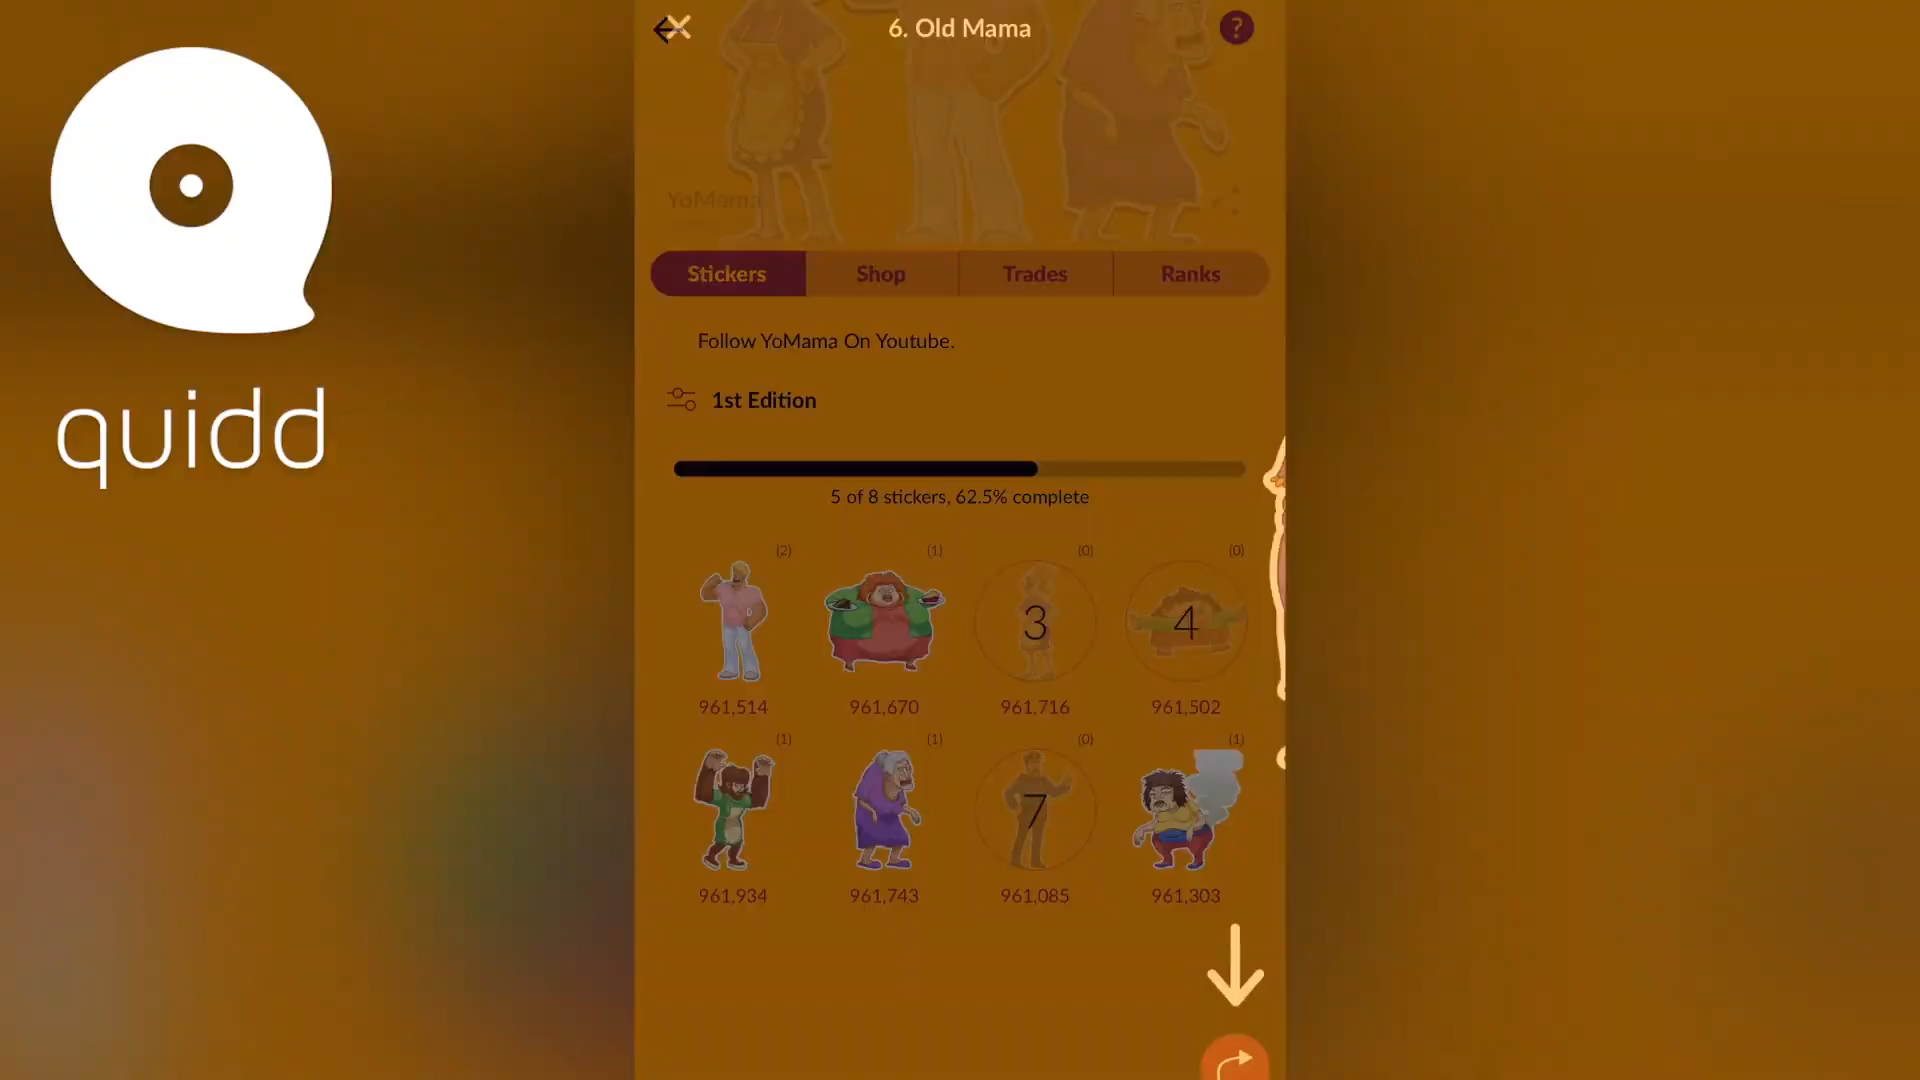 6. Old Mama
?
quidd
YoMama
Stickers
Shop
Trades
Ranks
Follow YoMama On Youtube.
1st Edition
5 of 8 stickers, 62.5% complete
(2)
(1)
(0)
(0)
3
4
961,514
961,670
961,716
961,502
(1)
(1)
(0)
(1)
7
961,934
961,743
961,085
961,303